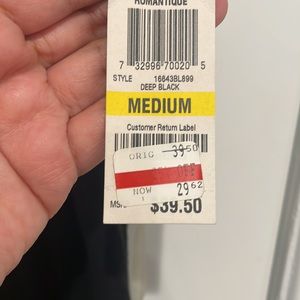 ROMANTIQUE
7 32996 70020 5
STYLE 16643BL899
DEEP BLACK
MEDIUM
Customer Return Label
ORIG 39.50
NOW 29.62
$39.50